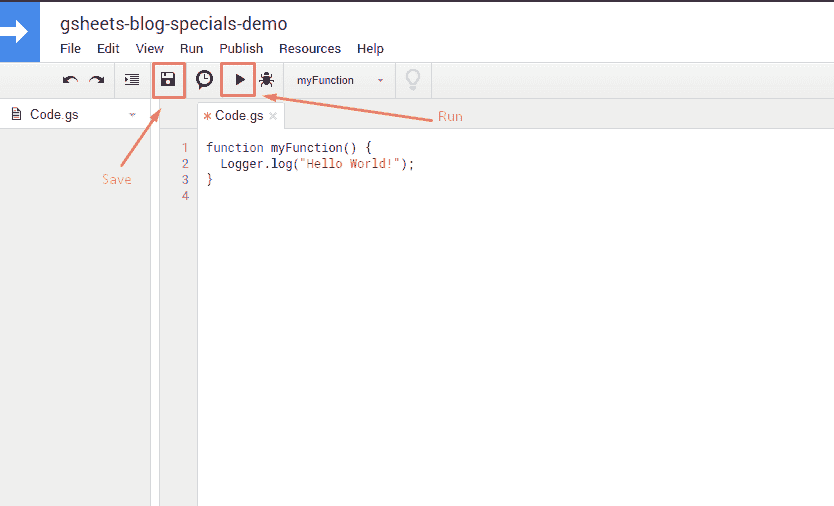 gsheets-blog-specials-demo
File Edit View Run Publish Resources Help
myFunction
Code.gs
* Code.gs ×
Run
Save
1 function myFunction() {
2   Logger.log("Hello World!");
3 }
4